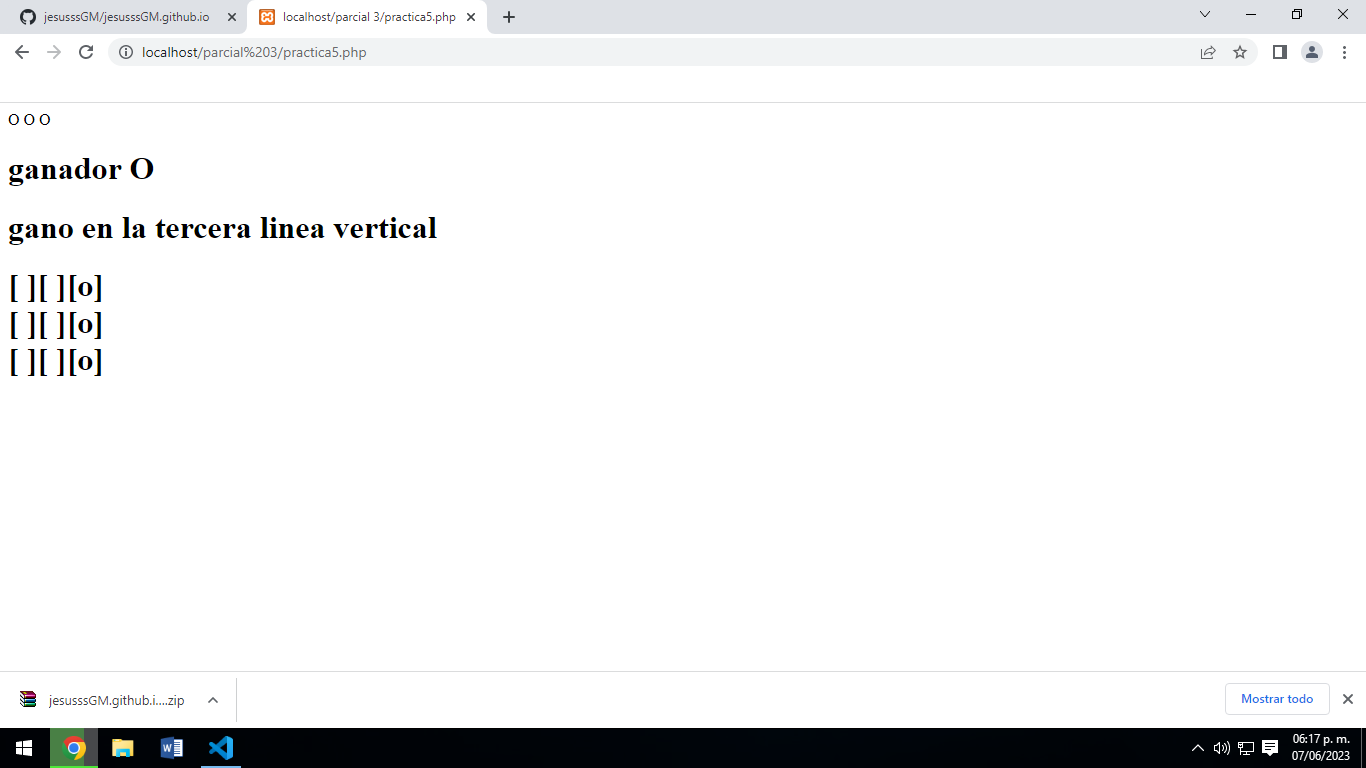 jesusssGM/jesusssGM.github.io
localhost/parcial 3/practica5.php
localhost/parcial%203/practica5.php
O O O
ganador O
gano en la tercera linea vertical
[ ][ ][o]
[ ][ ][o]
[ ][ ][o]
jesusssGM.github.i....zip
Mostrar todo
06:17 p. m.
07/06/2023